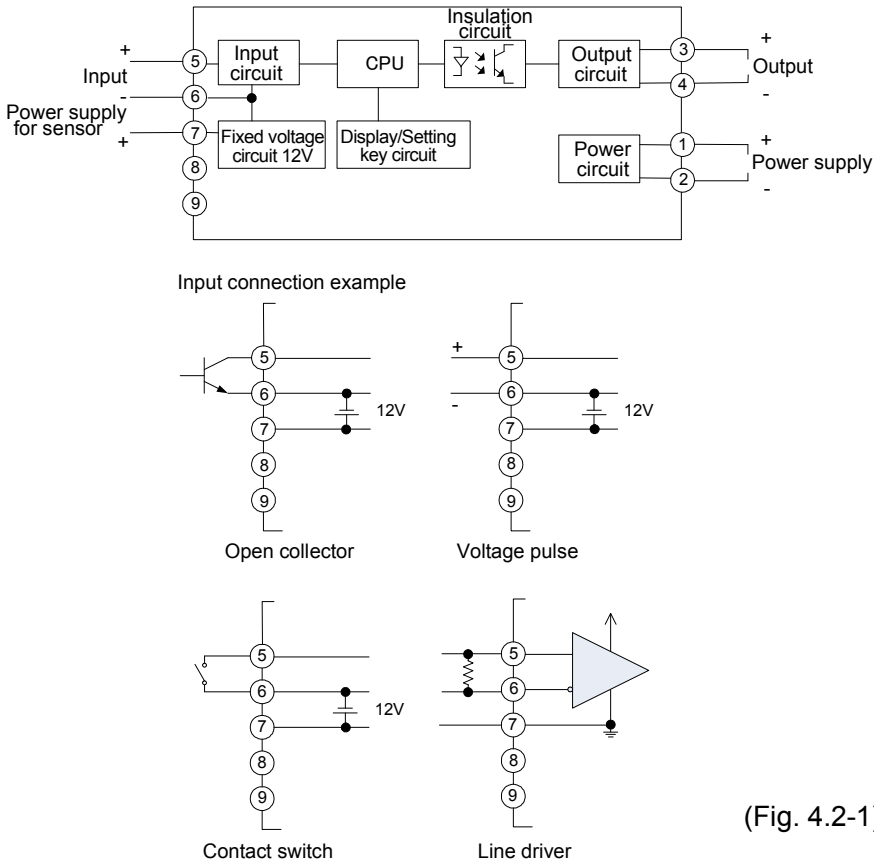 Insulation
circuit
+
Input
-
Power supply
for sensor
+
5
6
7
8
9
Input
circuit
CPU
Output
circuit
3
4
+
Output
-
Fixed voltage
circuit 12V
Display/Setting
key circuit
Power
circuit
1
2
+
Power supply
-
Input connection example
5
6
7
8
9
12V
Open collector
+
-
5
6
7
8
9
12V
Voltage pulse
5
6
7
8
9
12V
Contact switch
5
6
7
8
9
Line driver
(Fig. 4.2-1)